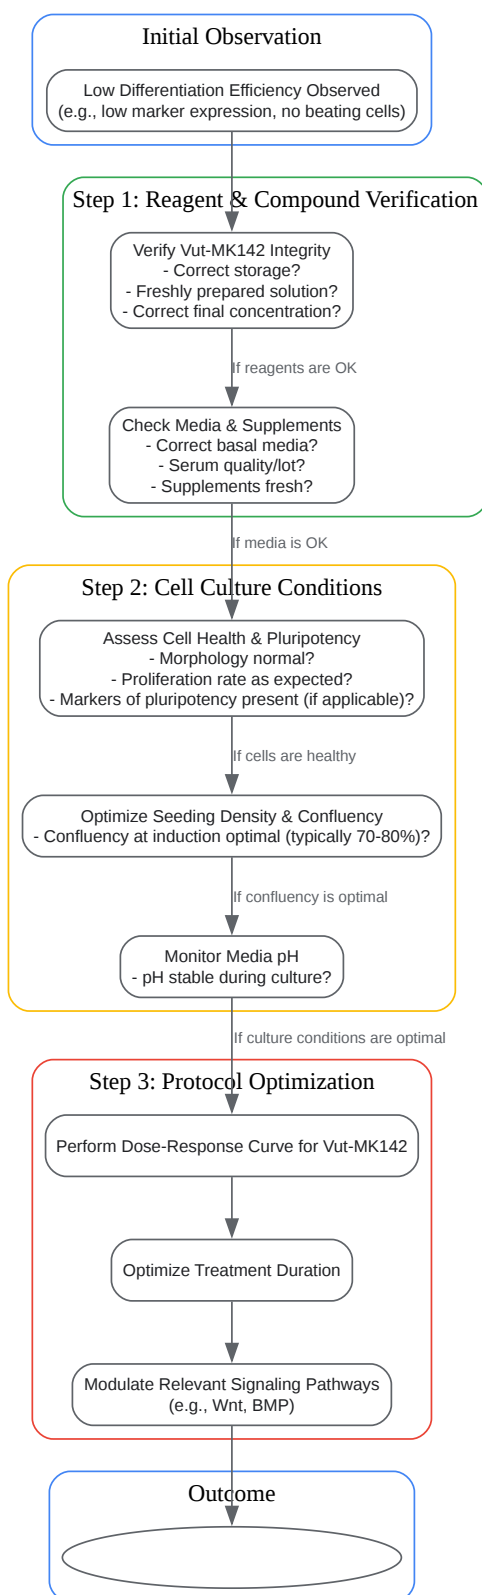 Initial Observation
Low Differentiation Efficiency Observed
(e.g., low marker expression, no beating cells)
Step 1: Reagent & Compound Verification
Verify Vut-MK142 Integrity
- Correct storage?
- Freshly prepared solution?
- Correct final concentration?
If reagents are OK
Check Media & Supplements
- Correct basal media?
- Serum quality/lot?
- Supplements fresh?
If media is OK
Step 2: Cell Culture Conditions
Assess Cell Health & Pluripotency
- Morphology normal?
- Proliferation rate as expected?
- Markers of pluripotency present (if applicable)?
If cells are healthy
Optimize Seeding Density & Confluency
- Confluency at induction optimal (typically 70-80%)?
If confluency is optimal
Monitor Media pH
- pH stable during culture?
If culture conditions are optimal
Step 3: Protocol Optimization
Perform Dose-Response Curve for Vut-MK142
Optimize Treatment Duration
Modulate Relevant Signaling Pathways
(e.g., Wnt, BMP)
Outcome